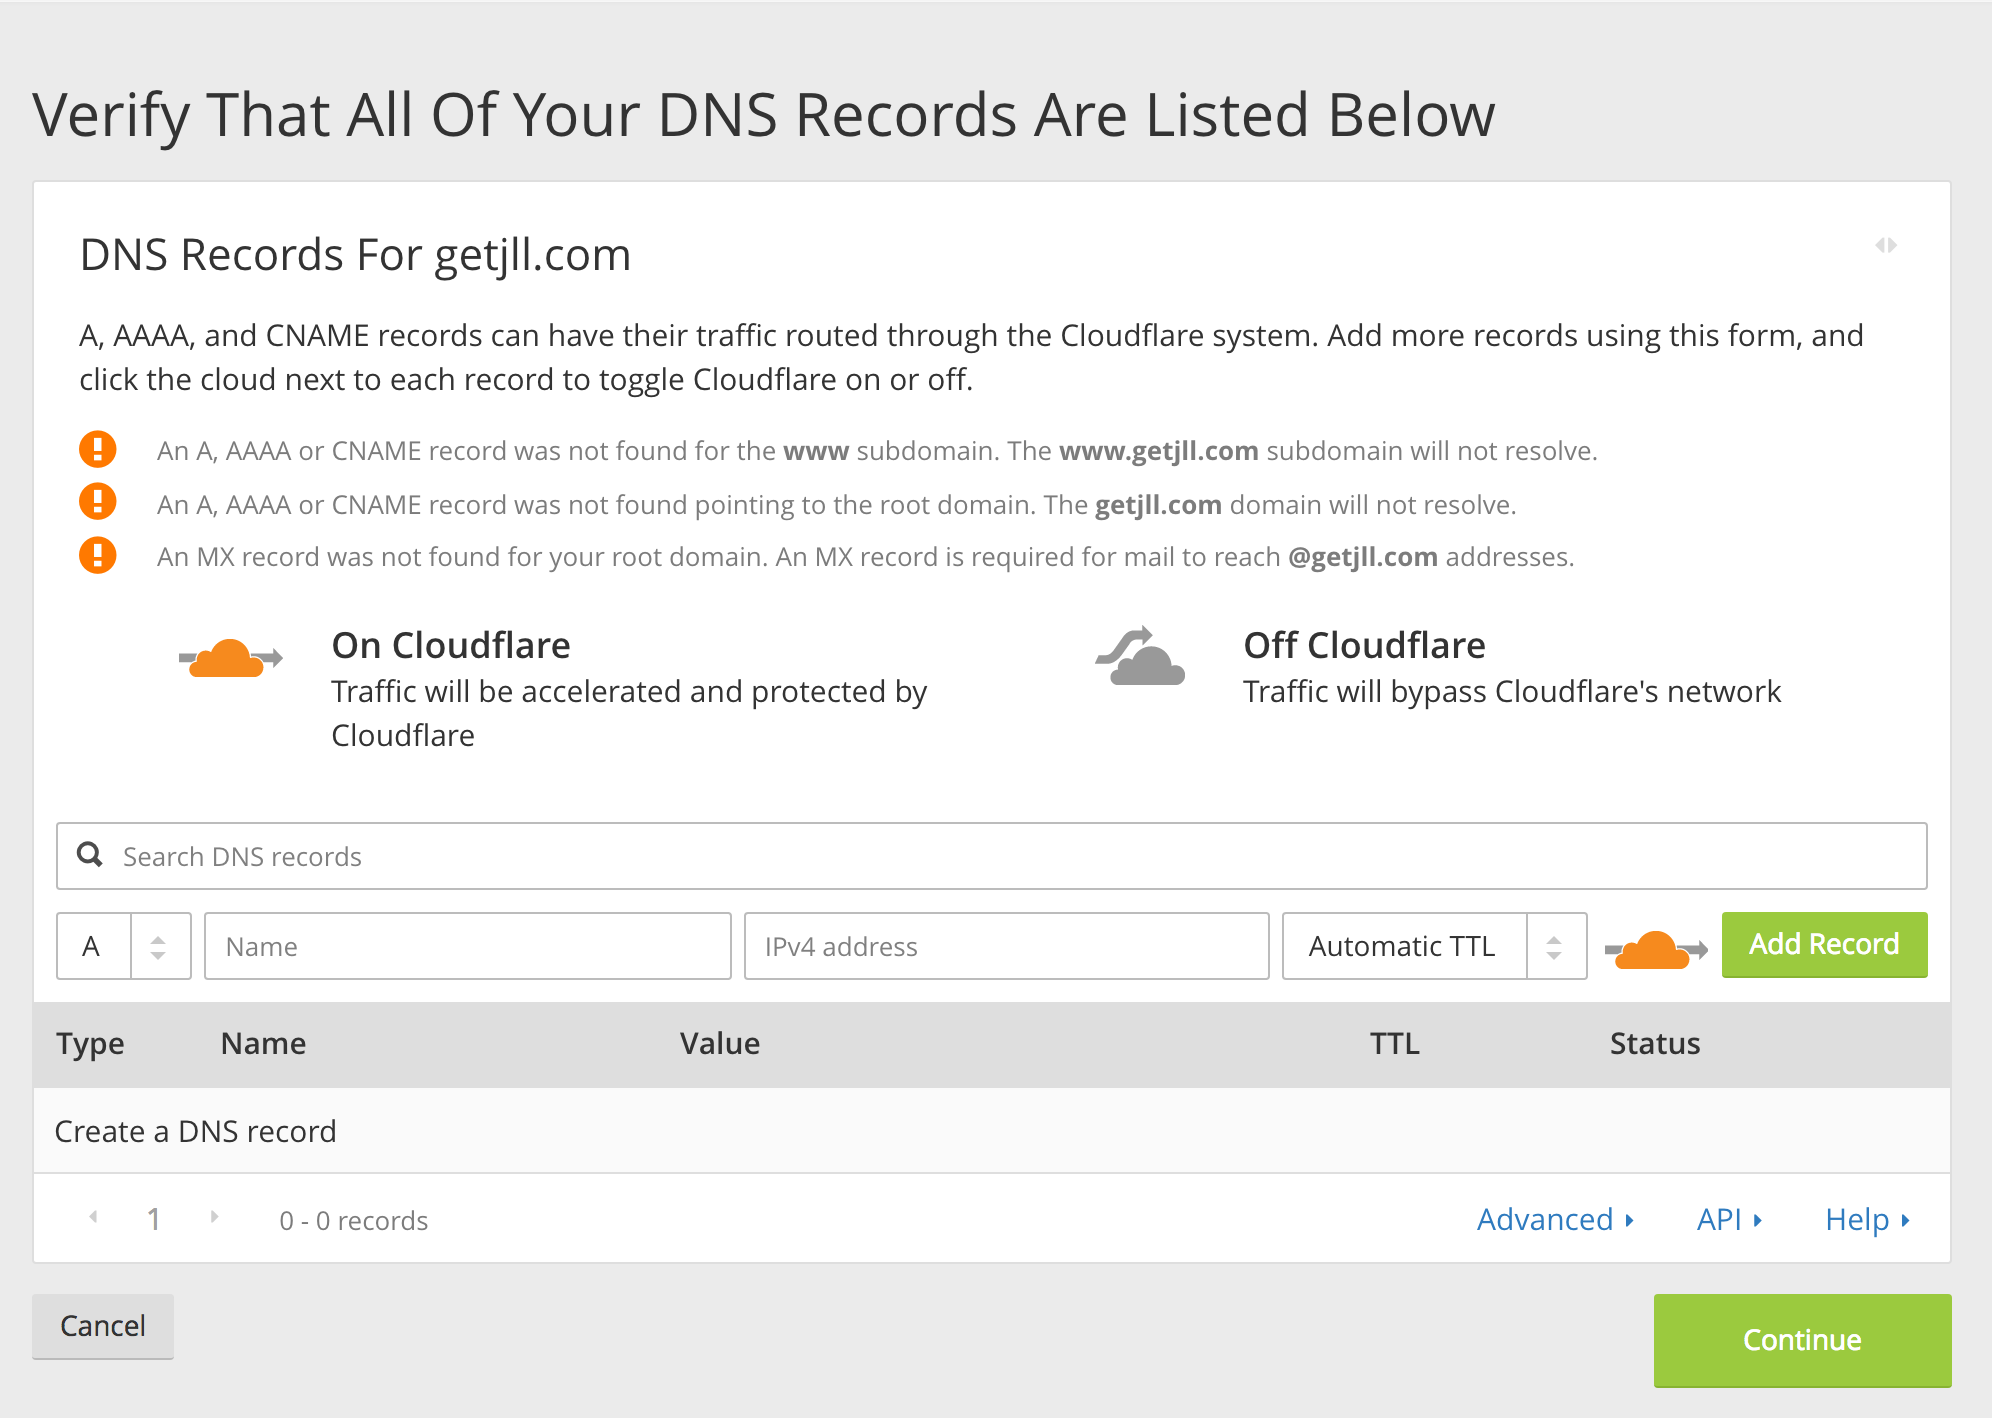 Verify That All Of Your DNS Records Are Listed Below
DNS Records For getjll.com
A, AAAA, and CNAME records can have their traffic routed through the Cloudflare system. Add more records using this form, and
click the cloud next to each record to toggle Cloudflare on or off.
An A, AAAA or CNAME record was not found for the www subdomain. The www.getjll.com subdomain will not resolve.
An A, AAAA or CNAME record was not found pointing to the root domain. The getjll.com domain will not resolve.
An MX record was not found for your root domain. An MX record is required for mail to reach @getjll.com addresses.
On Cloudflare
Traffic will be accelerated and protected by
Cloudflare
Off Cloudflare
Traffic will bypass Cloudflare's network
Search DNS records
A Name IPv4 address Automatic TTL Add Record
Type Name Value TTL Status
Create a DNS record
1 0 - 0 records Advanced API Help
Cancel Continue